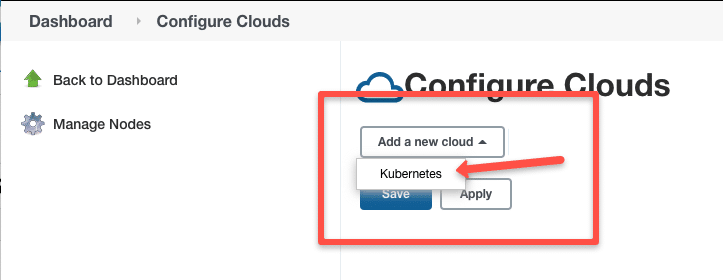 Dashboard › Configure Clouds
Back to Dashboard
Manage Nodes
Configure Clouds
Add a new cloud
Kubernetes
Save Apply